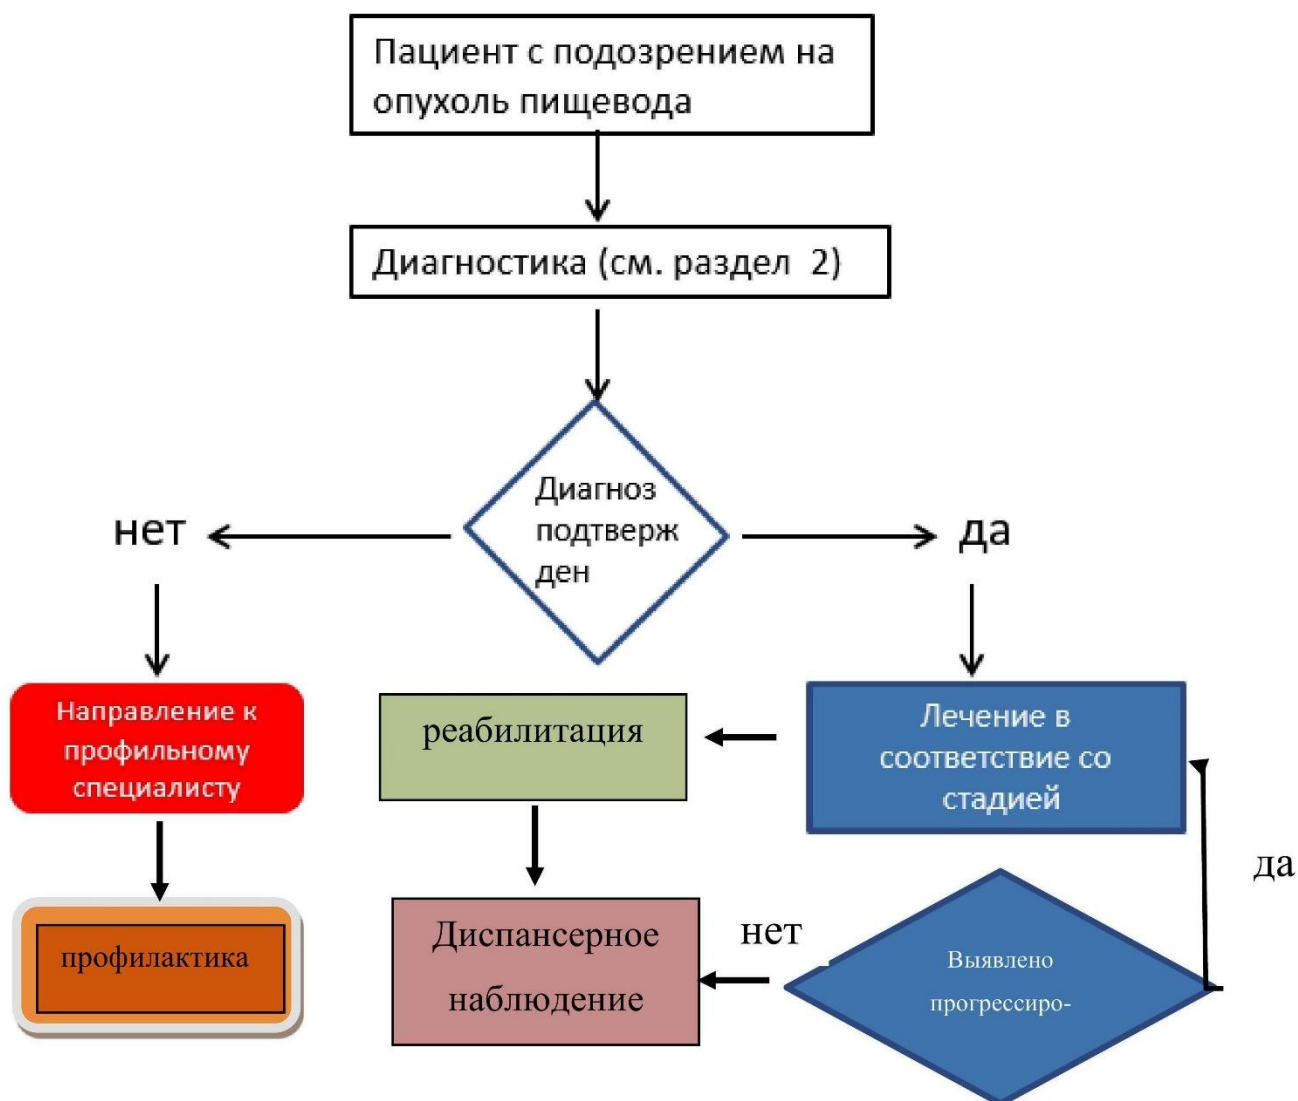 Пациент с подозрением на
опухоль пищевода
Диагностика (см. раздел 2)
Диагноз
подтверж
ден
нет
да
Направление к
профильному
специалисту
реабилитация
Лечение в
соответствие со
стадией
да
профилактика
Диспансерное
наблюдение
нет
Выявлено
прогрессиро-